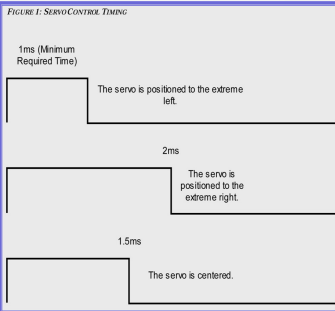 FIGURE 1: SERVO CONTROL TIMING
1ms (Minimum
Required Time)
The servo is positioned to the extreme
left.
2ms
The servo is
positioned to the
extreme right.
1.5ms
The servo is centered.